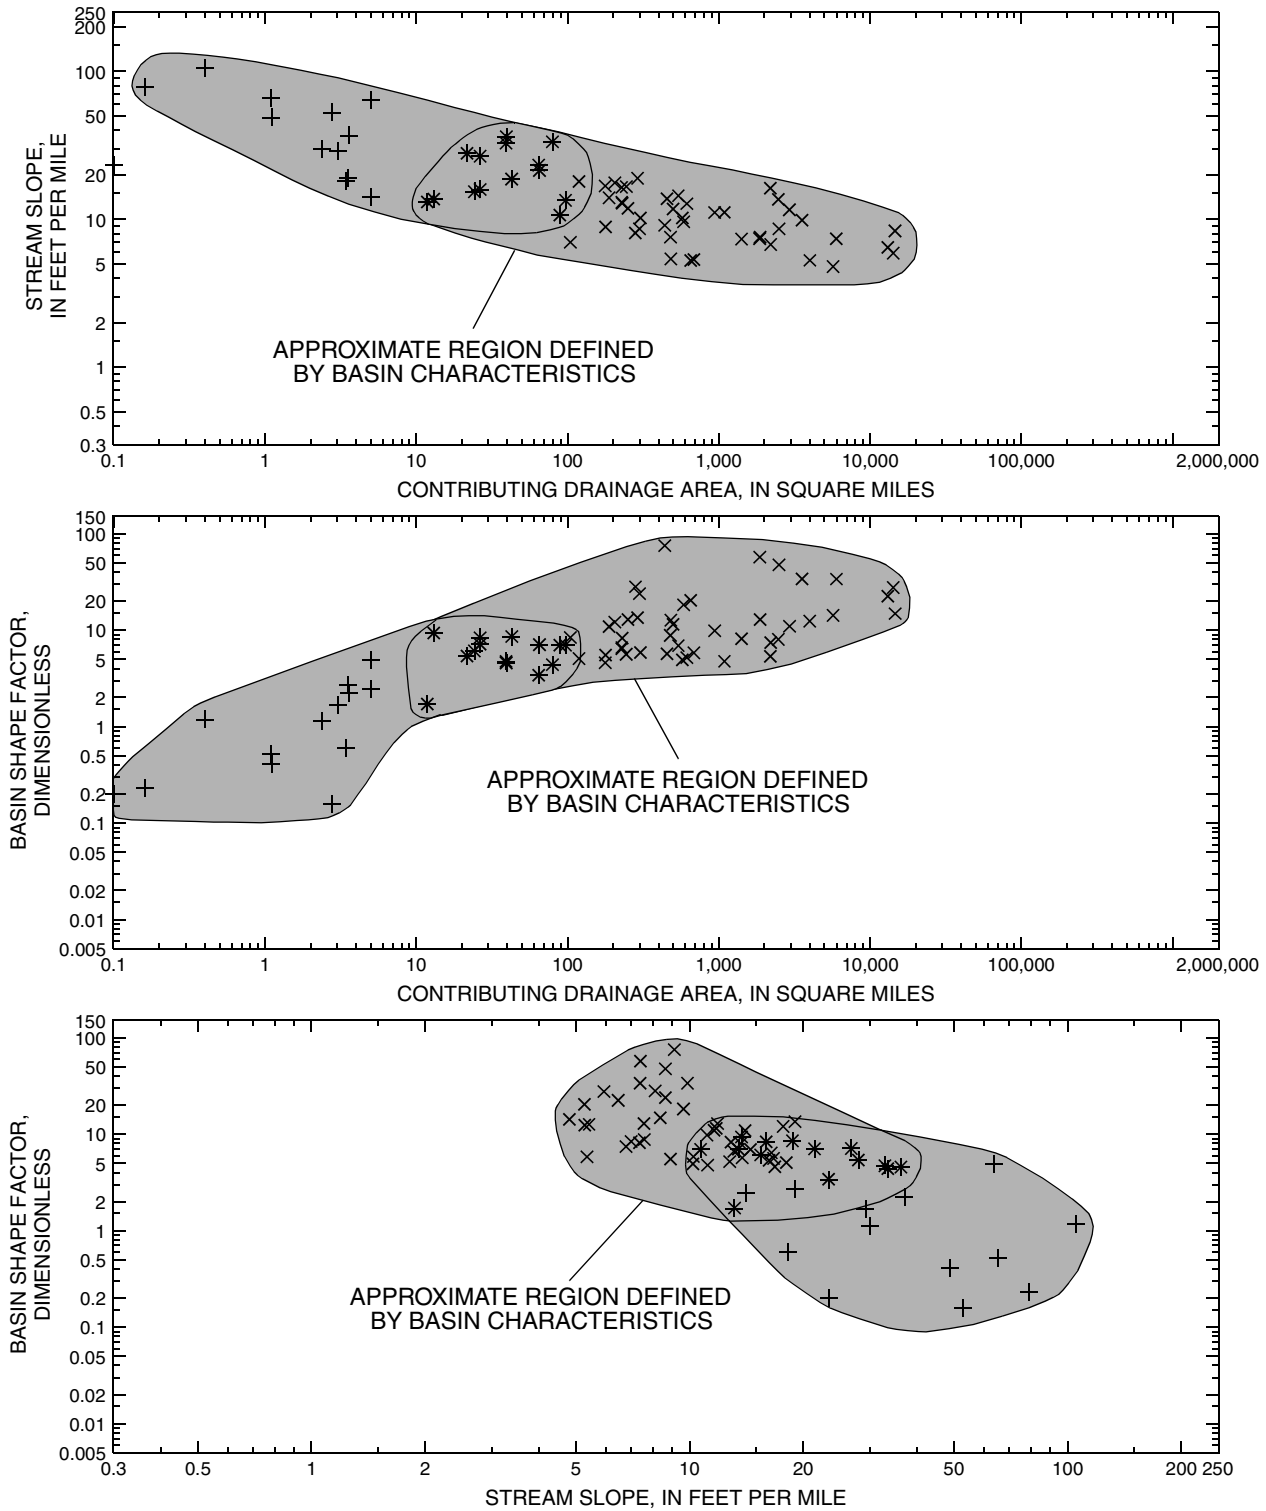 250
200
100
50
20
10
5
2
1
0.5
0.3
STREAM SLOPE,
IN FEET PER MILE
APPROXIMATE REGION DEFINED
BY BASIN CHARACTERISTICS
0.1 1 10 100 1,000 10,000 100,000 2,000,000
CONTRIBUTING DRAINAGE AREA, IN SQUARE MILES
150
100
50
20
10
5
2
1
0.5
0.2
0.1
0.05
0.02
0.01
0.005
BASIN SHAPE FACTOR,
DIMENSIONLESS
APPROXIMATE REGION DEFINED
BY BASIN CHARACTERISTICS
0.1 1 10 100 1,000 10,000 100,000 2,000,000
CONTRIBUTING DRAINAGE AREA, IN SQUARE MILES
150
100
50
20
10
5
2
1
0.5
0.2
0.1
0.05
0.02
0.01
0.005
BASIN SHAPE FACTOR,
DIMENSIONLESS
APPROXIMATE REGION DEFINED
BY BASIN CHARACTERISTICS
0.3 0.5 1 2 5 10 20 50 100 200 250
STREAM SLOPE, IN FEET PER MILE